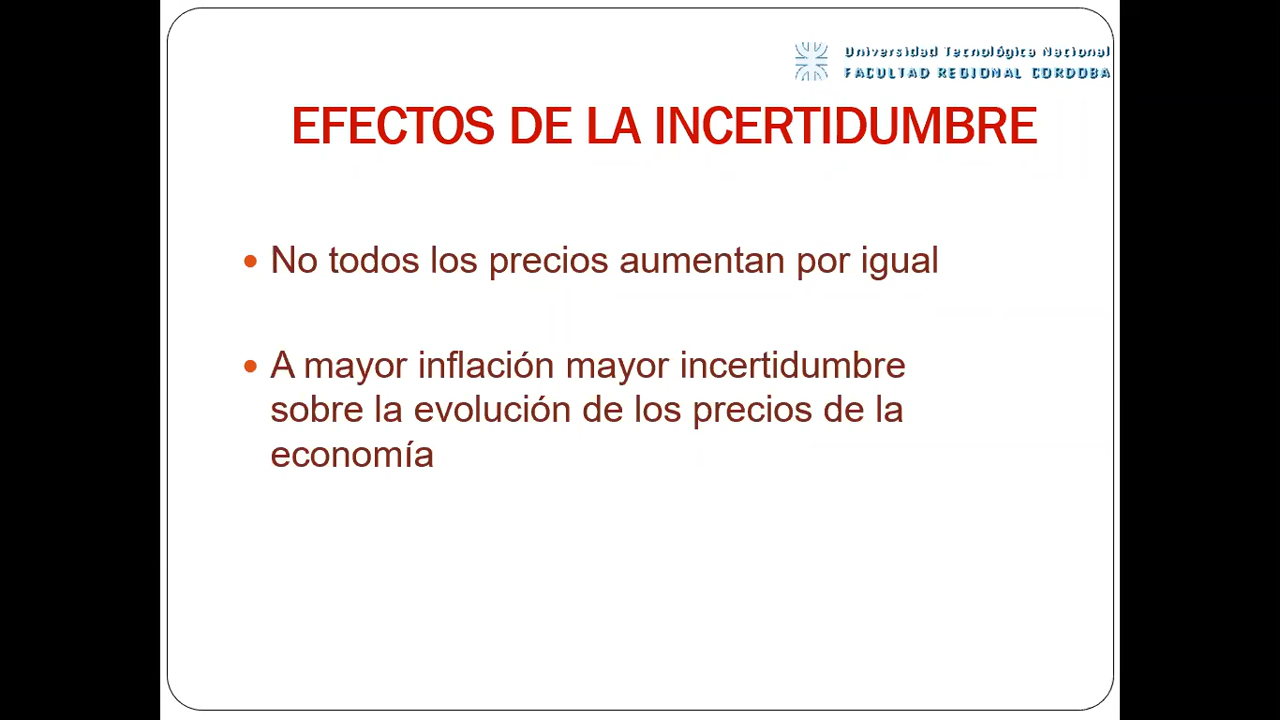 Universidad Tecnológica Nacional
FACULTAD REGIONAL CORDOBA
EFECTOS DE LA INCERTIDUMBRE
• No todos los precios aumentan por igual
• A mayor inflación mayor incertidumbre
sobre la evolución de los precios de la
economía